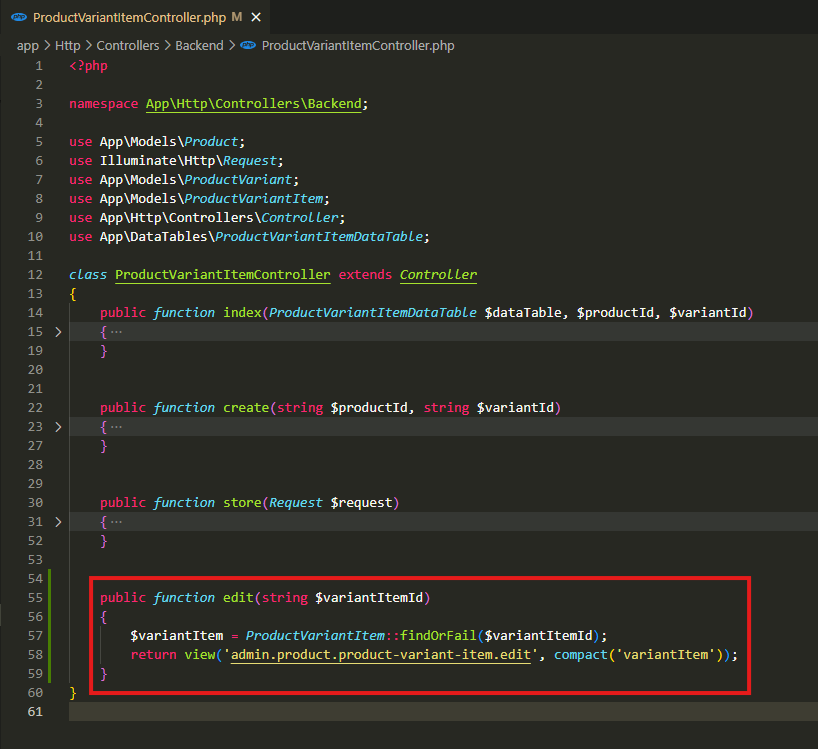 php ProductVariantItemController.php M ×
app > Http > Controllers > Backend > php ProductVariantItemController.php
1 <?php
2
3 namespace App\Http\Controllers\Backend;
4
5 use App\Models\Product;
6 use Illuminate\Http\Request;
7 use App\Models\ProductVariant;
8 use App\Models\ProductVariantItem;
9 use App\Http\Controllers\Controller;
10 use App\DataTables\ProductVariantItemDataTable;
11
12 class ProductVariantItemController extends Controller
13 {
14 public function index(ProductVariantItemDataTable $dataTable, $productId, $variantId)
15 > { ···
19 }
20
21
22 public function create(string $productId, string $variantId)
23 > { ···
27 }
28
29
30 public function store(Request $request)
31 > { ···
52 }
53
54
55 public function edit(string $variantItemId)
56 {
57 $variantItem = ProductVariantItem::findOrFail($variantItemId);
58 return view('admin.product.product-variant-item.edit', compact('variantItem'));
59 }
60 }
61